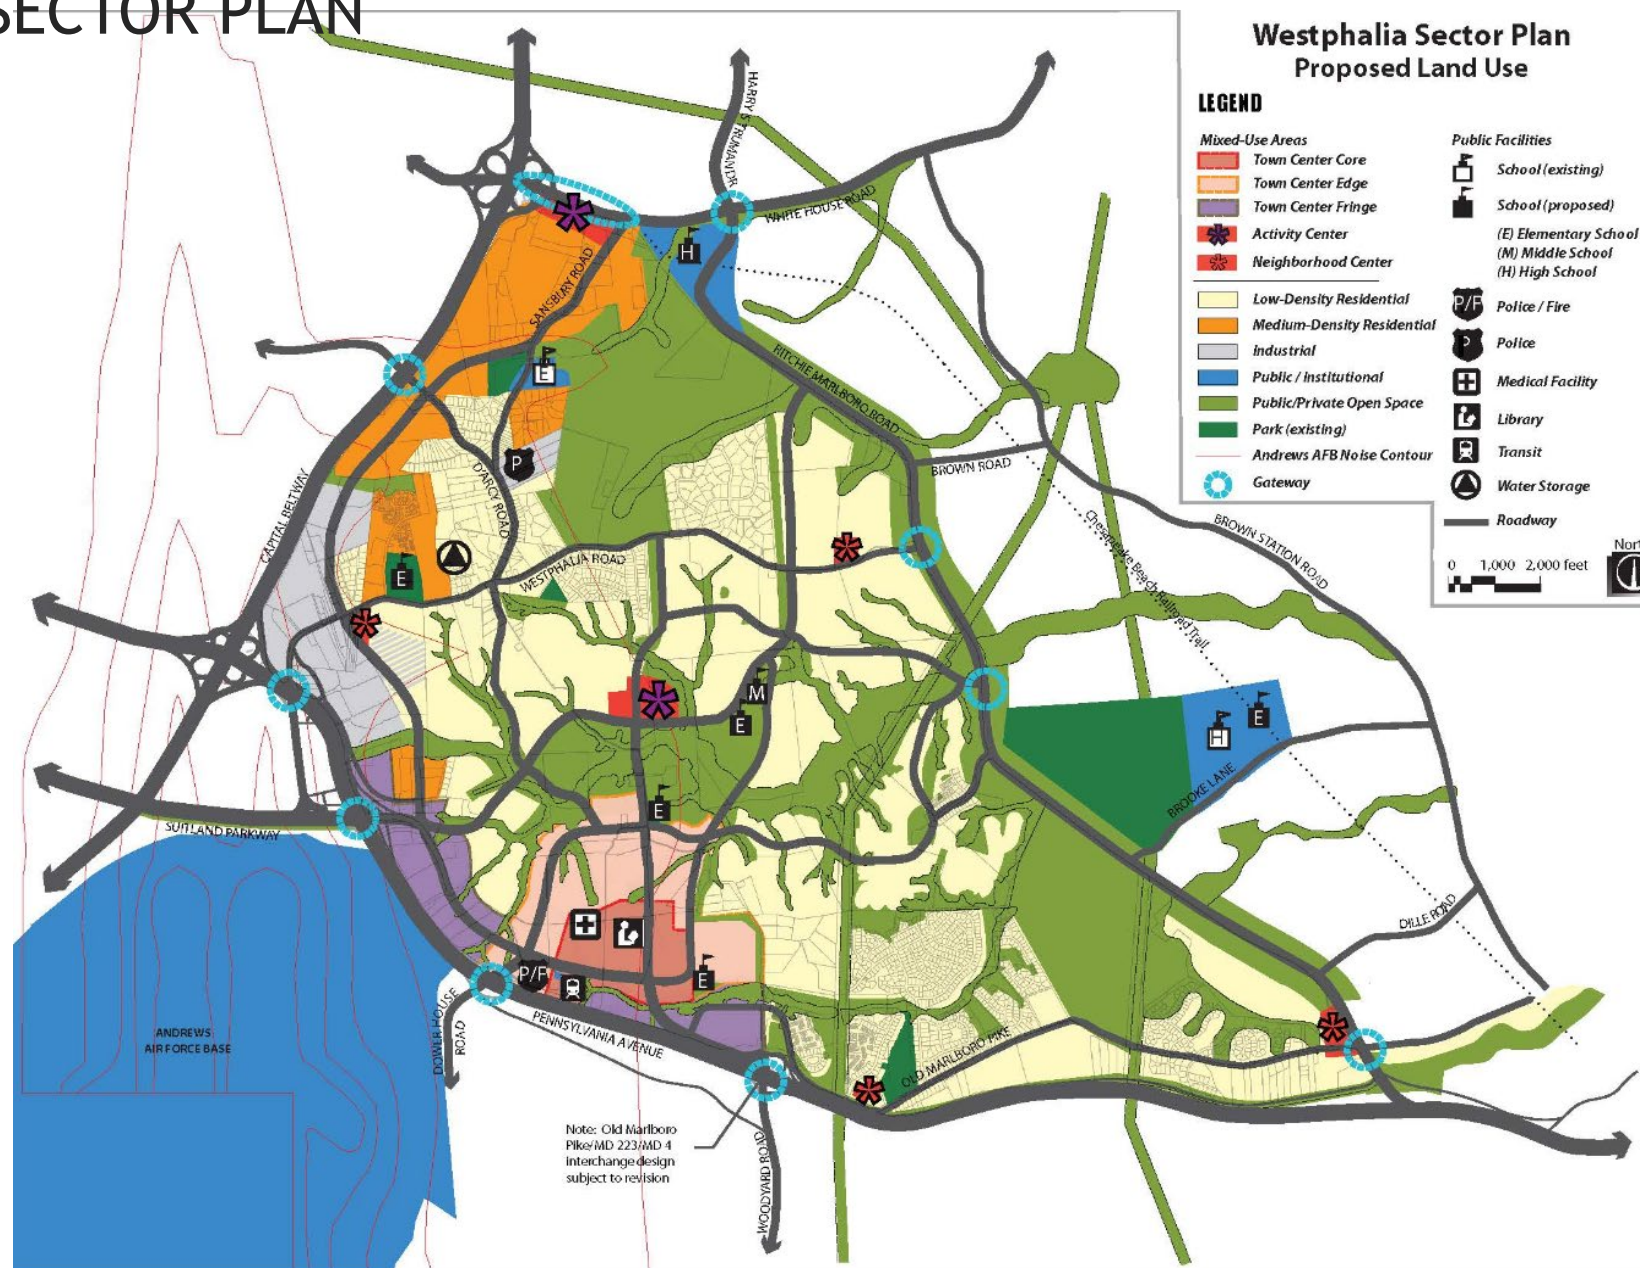 SECTOR PLAN
Westphalia Sector Plan
Proposed Land Use
LEGEND
Mixed-Use Areas
Town Center Core
Town Center Edge
Town Center Fringe
Activity Center
Neighborhood Center
Low-Density Residential
Medium-Density Residential
Industrial
Public / Institutional
Public/Private Open Space
Park (existing)
Andrews AFB Noise Contour
Gateway
Public Facilities
School (existing)
School (proposed)
(E) Elementary School
(M) Middle School
(H) High School
P/F
Police / Fire
P
Police
Medical Facility
Library
Transit
Water Storage
Roadway
0 1,000 2,000 feet
HARRY S TRUMAN DR
WHITE HOUSE ROAD
H
SANSBURY ROAD
E
RITCHIE MARLBORO ROAD
BROWN ROAD
P
D'ARCY ROAD
CAPITAL BELTWAY
BROWN STATION ROAD
Chesapeake Beach Railroad Trail
WESTPHALIA ROAD
E
M
E
H
E
BROOKE LANE
E
SUITLAND PARKWAY
DILLE ROAD
P/F
E
PENNSYLVANIA AVENUE
DOWER HOUSE
ROAD
OLD MARLBORO PIKE
ANDREWS
AIR FORCE BASE
Note: Old Marlboro
Pike/MD 223/MD 4
interchange design
subject to revision
WOODYARD ROAD